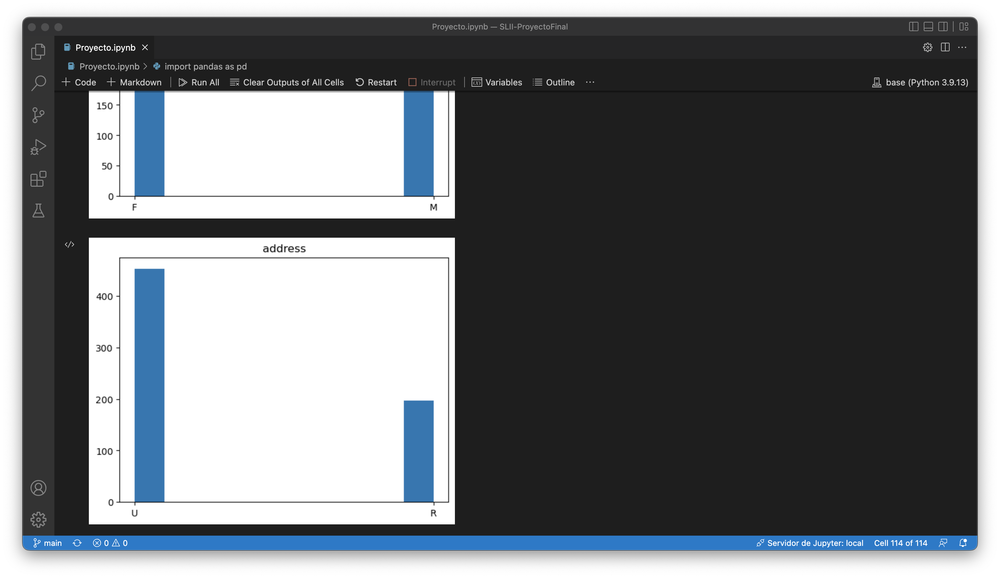 Proyecto.ipynb — SLII-ProyectoFinal
Proyecto.ipynb
Proyecto.ipynb > import pandas as pd
Code Markdown Run All Clear Outputs of All Cells Restart Interrupt Variables Outline ... base (Python 3.9.13)
150
100
50
0
F M
address
400
300
200
100
0
U R
main 0 0 Servidor de Jupyter: local Cell 114 of 114